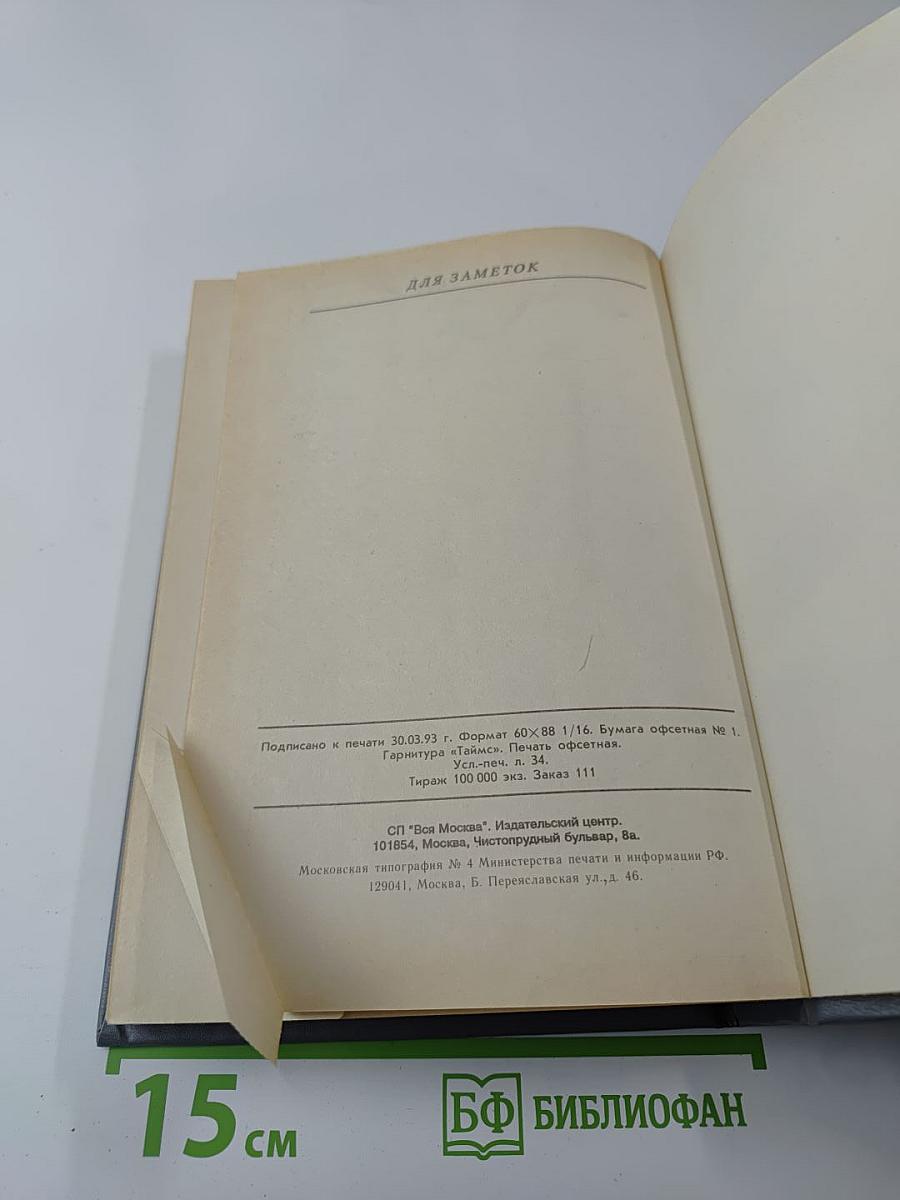 ДЛЯ ЗАМЕТОК
Подписано к печати 30.03.93 г. Формат 60×88 1/16. Бумага офсетная № 1.
Гарнитура «Таймс». Печать офсетная.
Усл.-печ. л. 34.
Тираж 100 000 экз. Заказ 111
СП "Вся Москва". Издательский центр.
101854, Москва, Чистопрудный бульвар, 8а.
Московская типография № 4 Министерства печати и информации РФ.
129041, Москва, Б. Переяславская ул., д. 46.
15 см
БФ БИБЛИОФАН